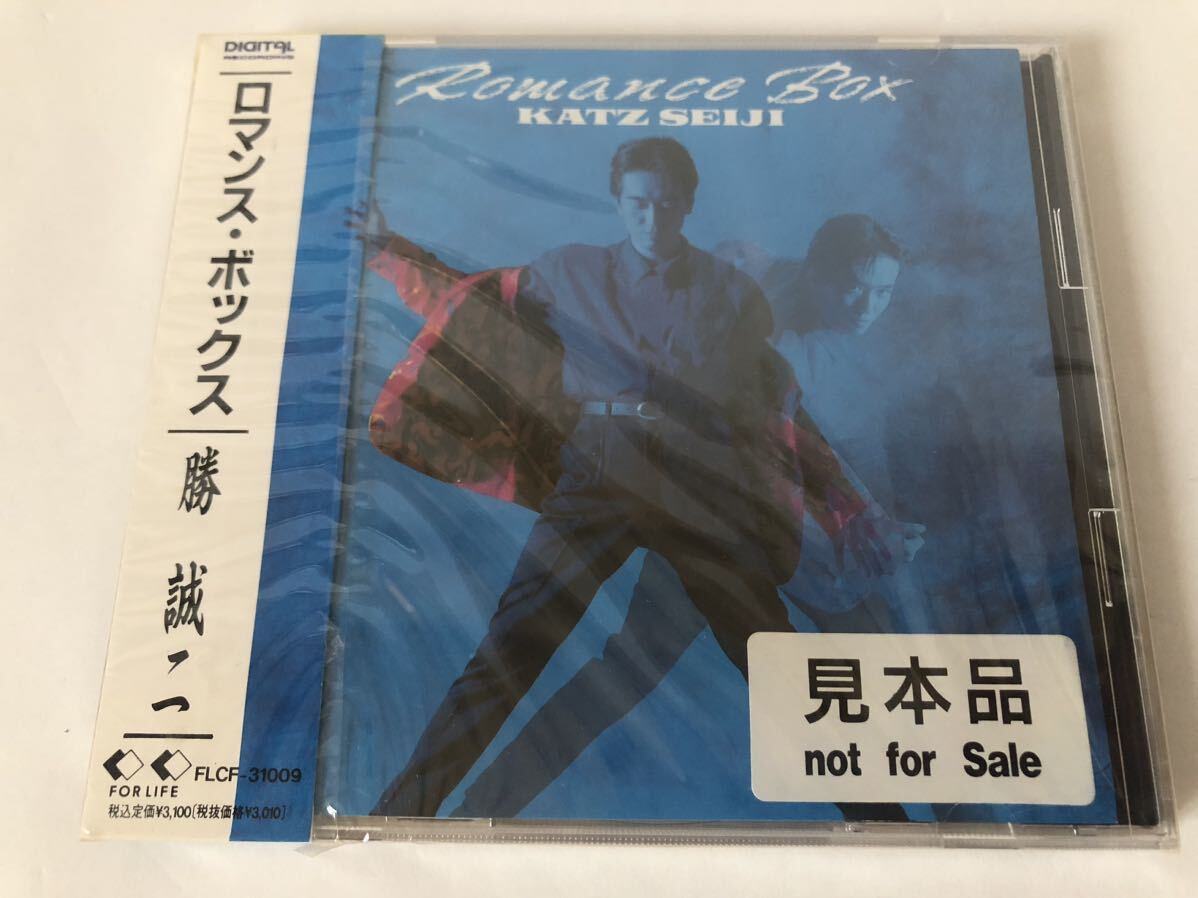 DIGITAL
RECORDING
ロマンス・ボックス
勝 誠二
FOR LIFE
FLCF-31009
税込定価¥3,100(税抜価格¥3,010)
Romance Box
KATZ SEIJI
見本品
not for Sale